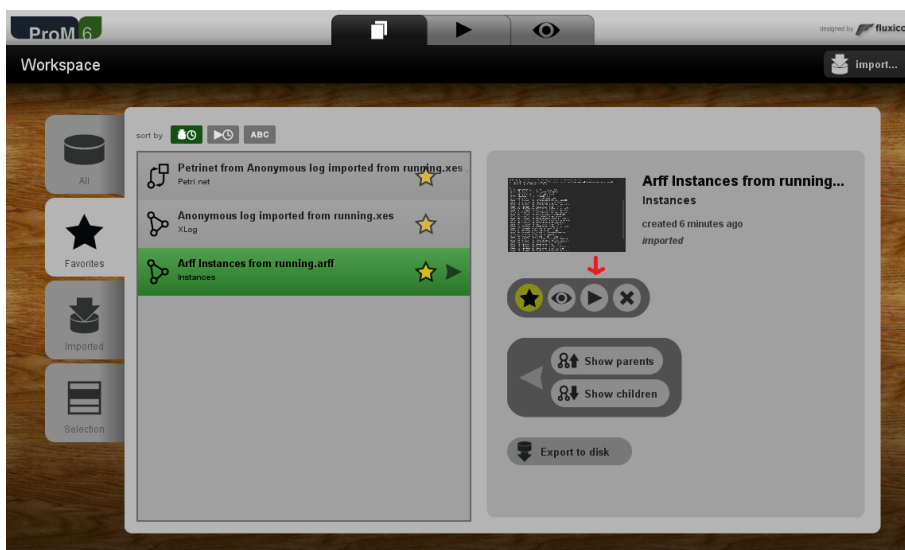 ProM 6
designed by fluxico
Workspace
import...
All
Favorites
Imported
Selection
sort by
ABC
Petrinet from Anonymous log imported from running.xes
Petri net
Anonymous log imported from running.xes
XLog
Arff Instances from running.arff
Instances
Arff Instances from running...
Instances
created 6 minutes ago
imported
Show parents
Show children
Export to disk